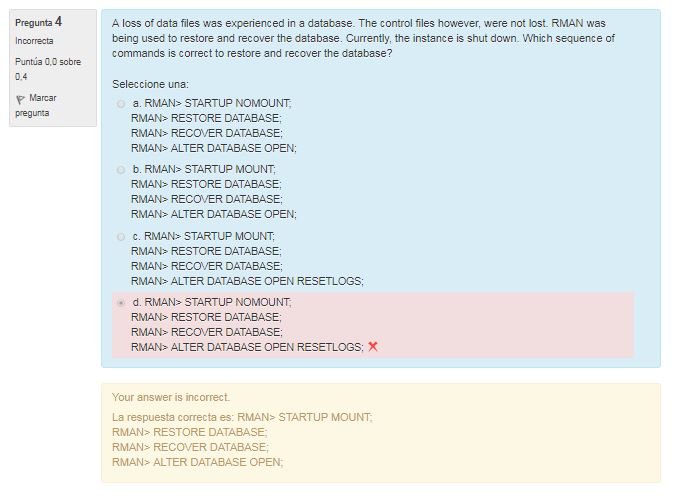 Pregunta 4
Incorrecta
Puntúa 0,0 sobre
0,4
Marcar
pregunta
A loss of data files was experienced in a database. The control files however, were not lost. RMAN was
being used to restore and recover the database. Currently, the instance is shut down. Which sequence of
commands is correct to restore and recover the database?
Seleccione una:
a. RMAN> STARTUP NOMOUNT;
RMAN> RESTORE DATABASE;
RMAN> RECOVER DATABASE;
RMAN> ALTER DATABASE OPEN;
b. RMAN> STARTUP MOUNT;
RMAN> RESTORE DATABASE;
RMAN> RECOVER DATABASE;
RMAN> ALTER DATABASE OPEN;
c. RMAN> STARTUP MOUNT;
RMAN> RESTORE DATABASE;
RMAN> RECOVER DATABASE;
RMAN> ALTER DATABASE OPEN RESETLOGS;
d. RMAN> STARTUP NOMOUNT;
RMAN> RESTORE DATABASE;
RMAN> RECOVER DATABASE;
RMAN> ALTER DATABASE OPEN RESETLOGS;
Your answer is incorrect.
La respuesta correcta es: RMAN> STARTUP MOUNT;
RMAN> RESTORE DATABASE;
RMAN> RECOVER DATABASE;
RMAN> ALTER DATABASE OPEN;